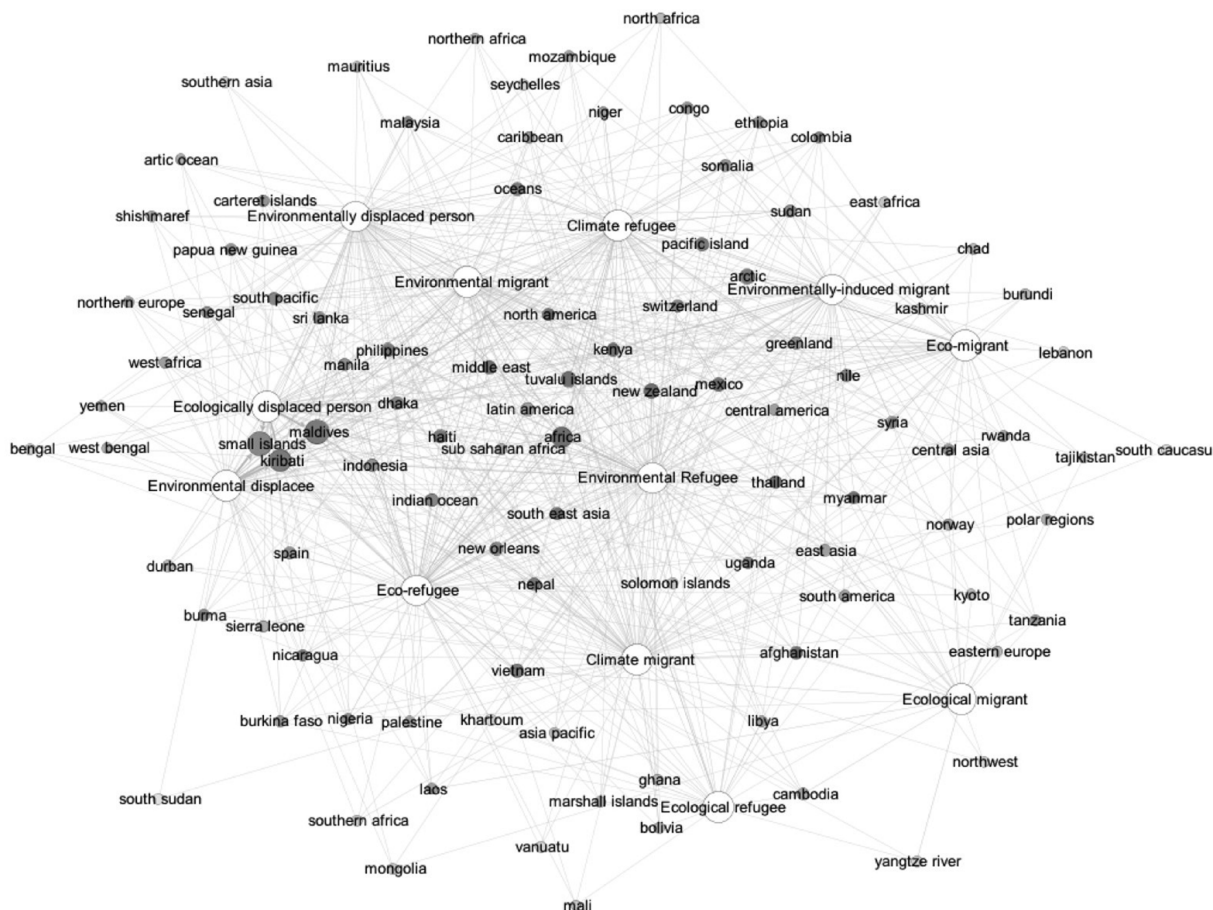 north africa
northern africa
mozambique
mauritius
southern asia
seychelles
niger
congo
malaysia
ethiopia
caribbean
colombia
artic ocean
somalia
oceans
carteret islands
east africa
shishmaref
Environmentally displaced person
sudan
Climate refugee
papua new guinea
pacific island
chad
arctic
Environmental migrant
Environmentally-induced migrant
northern europe
south pacific
burundi
senegal
sri lanka
north america
switzerland
kashmir
philippines
kenya
greenland
Eco-migrant
lebanon
west africa
manila
middle east
tuvalu islands
new zealand
mexico
nile
yemen
Ecologically displaced person
dhaka
latin america
central america
syria
bengal
west bengal
small islands
maldives
haiti
sub saharan africa
africa
central asia
rwanda
tajikistan
south caucasu
kiribati
indonesia
Environmental displacee
Environmental Refugee
thailand
myanmar
indian ocean
south east asia
norway
polar regions
spain
new orleans
east asia
durban
uganda
Eco-refugee
nepal
solomon islands
south america
kyoto
burma
sierra leone
tanzania
nicaragua
Climate migrant
afghanistan
eastern europe
vietnam
Ecological migrant
burkina faso
nigeria
palestine
khartoum
libya
asia pacific
northwest
ghana
laos
south sudan
marshall islands
Ecological refugee
cambodia
southern africa
bolivia
vanuatu
yangtze river
mongolia
mali